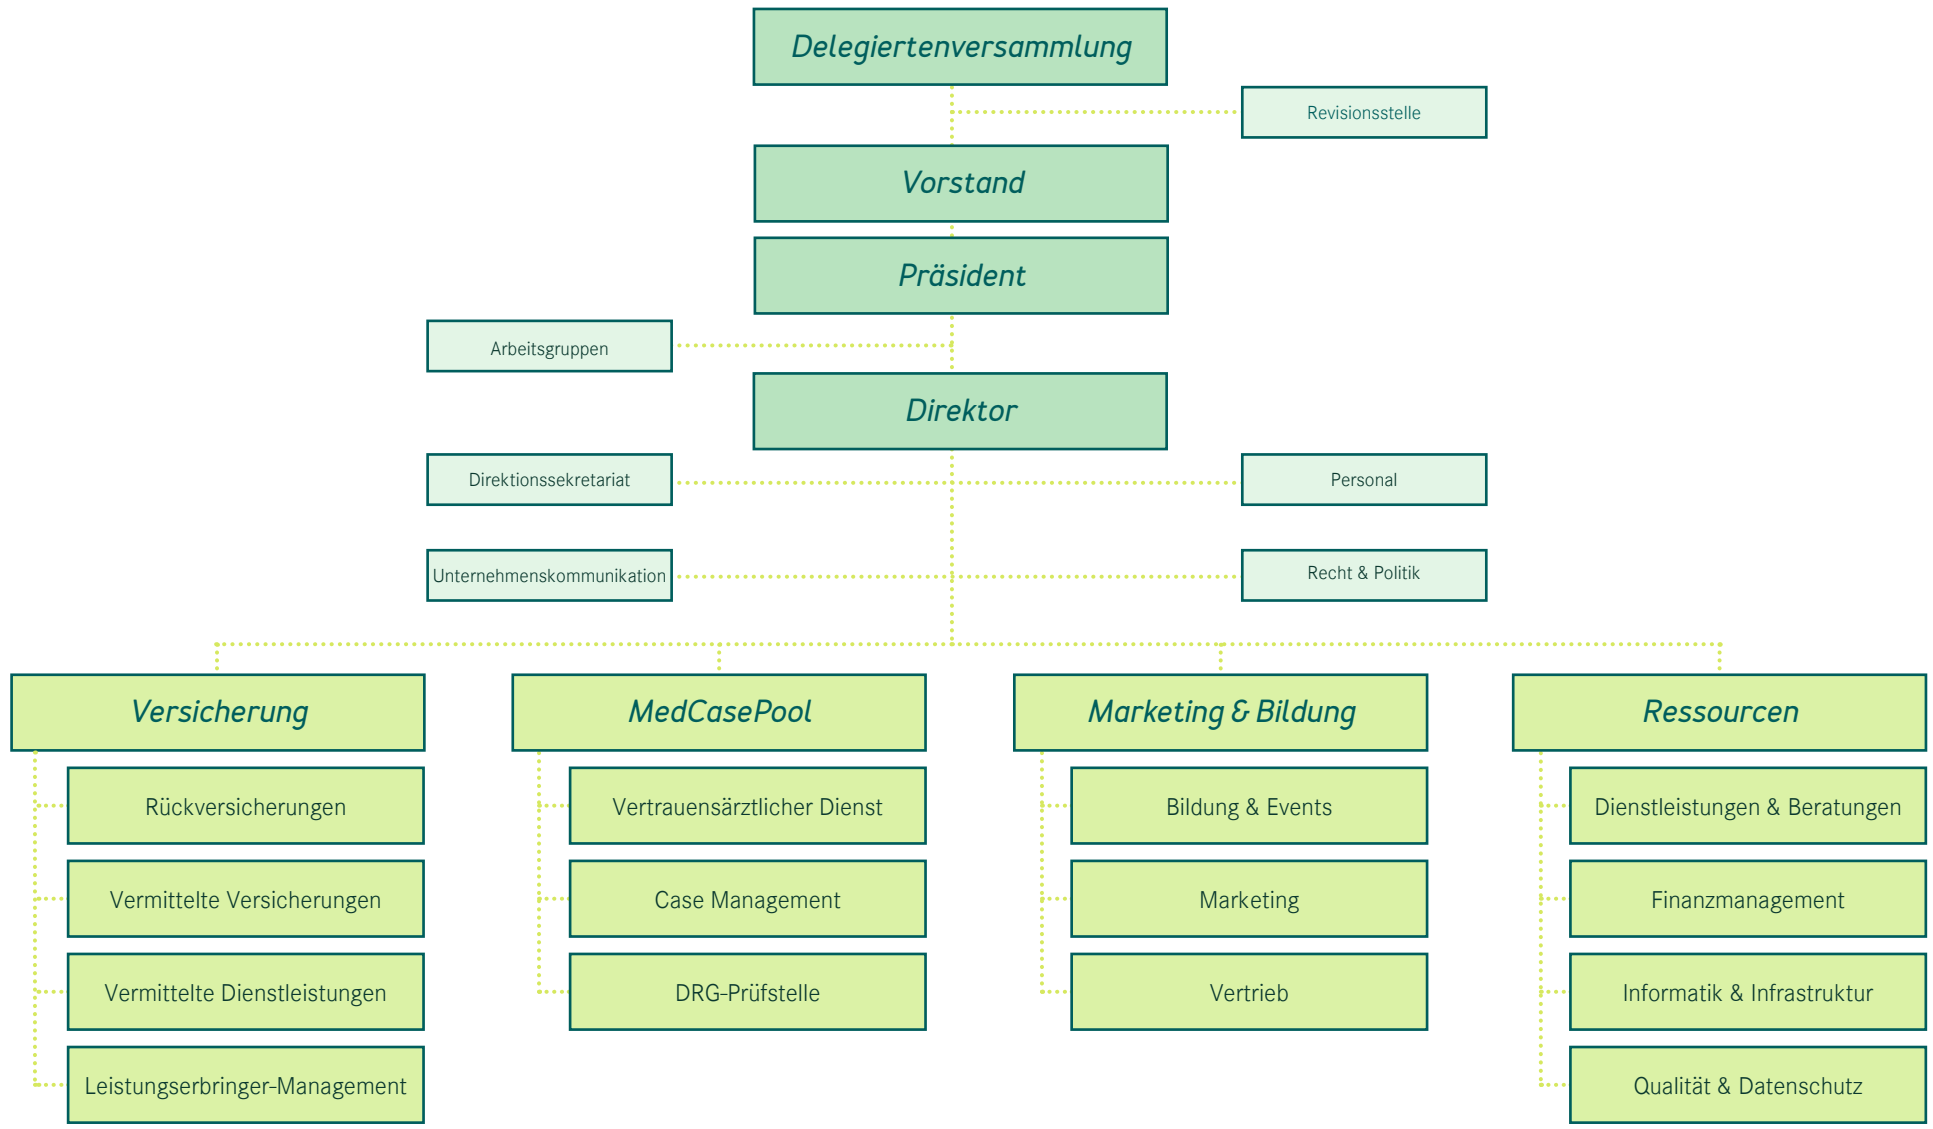 Delegiertenversammlung
Revisionsstelle
Vorstand
Präsident
Arbeitsgruppen
Direktor
Direktionssekretariat
Personal
Unternehmenskommunikation
Recht & Politik
Versicherung
Rückversicherungen
Vermittelte Versicherungen
Vermittelte Dienstleistungen
Leistungserbringer-Management
MedCasePool
Vertrauensärztlicher Dienst
Case Management
DRG-Prüfstelle
Marketing & Bildung
Bildung & Events
Marketing
Vertrieb
Ressourcen
Dienstleistungen & Beratungen
Finanzmanagement
Informatik & Infrastruktur
Qualität & Datenschutz